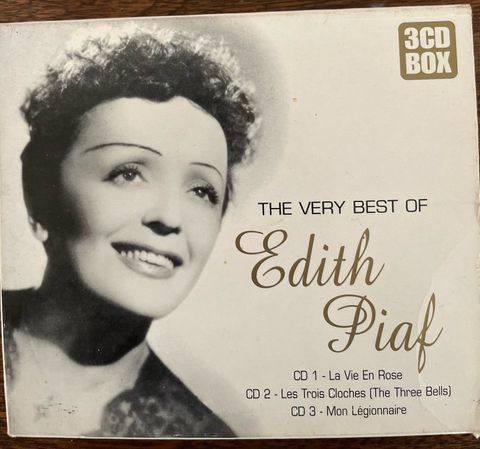 3CD
BOX
THE VERY BEST OF
Edith
Piaf
CD 1 - La Vie En Rose
CD 2 - Les Trois Cloches (The Three Bells)
CD 3 - Mon Légionnaire